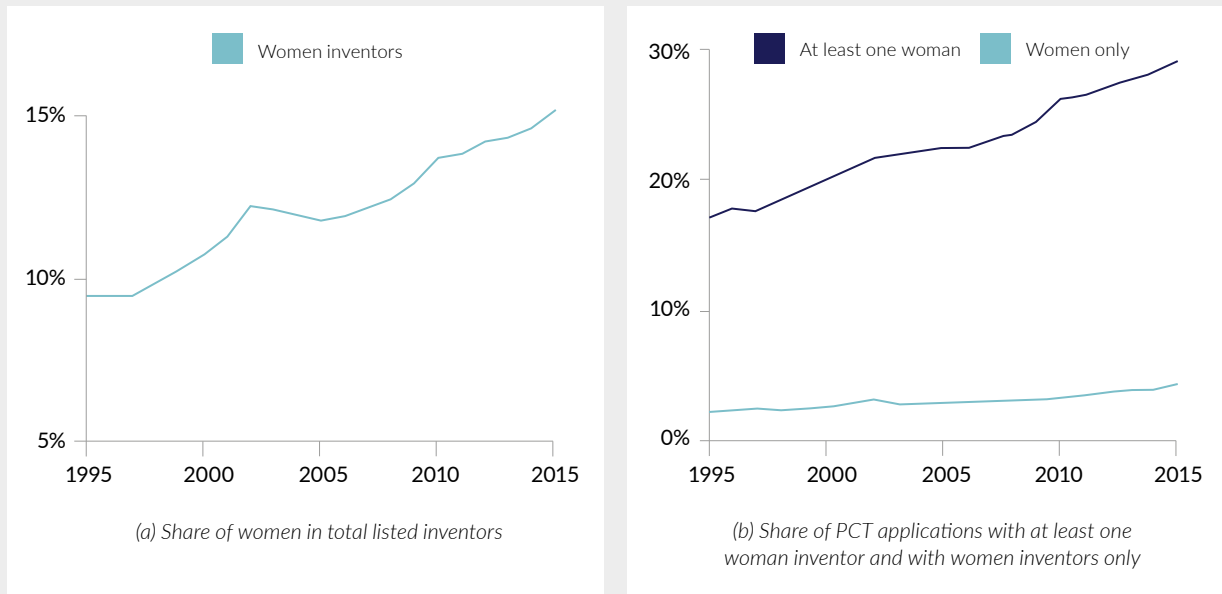 Women inventors
15%
10%
5%
1995 2000 2005 2010 2015
(a) Share of women in total listed inventors
At least one woman Women only
30%
20%
10%
0%
1995 2000 2005 2010 2015
(b) Share of PCT applications with at least one
woman inventor and with women inventors only